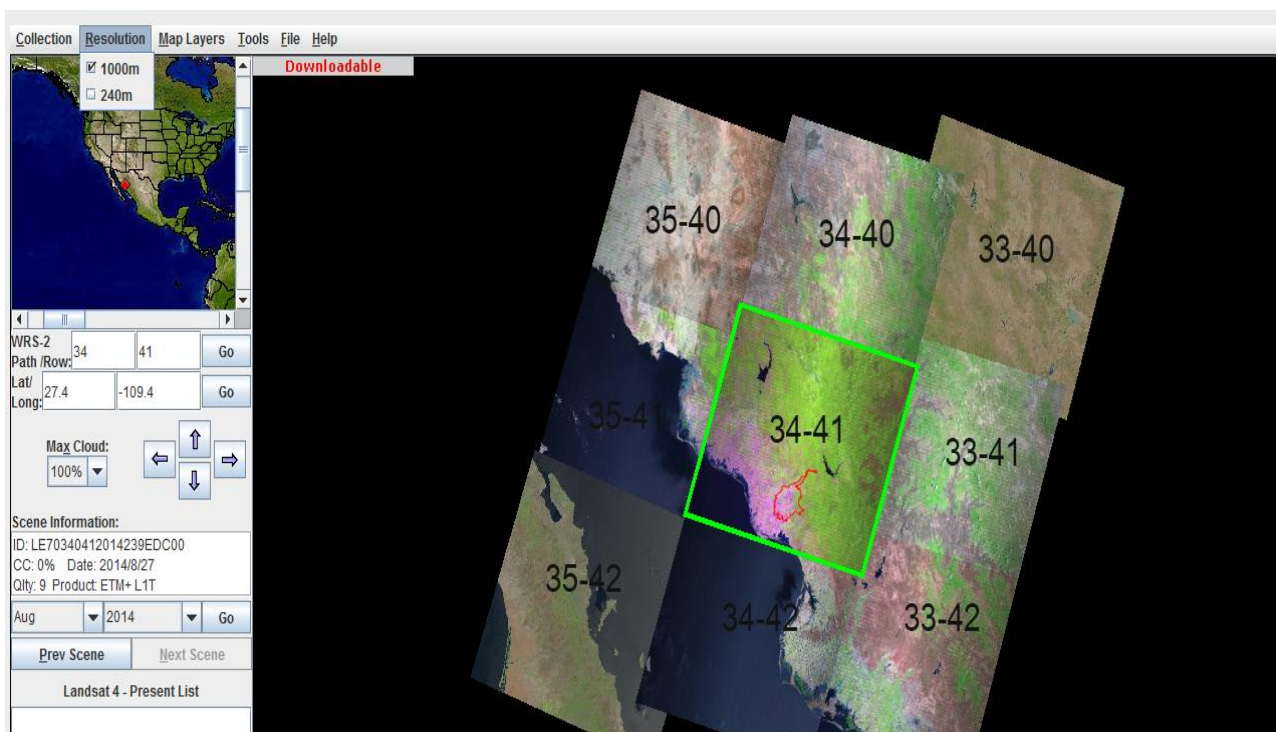 Collection Resolution Map Layers Tools File Help
1000m
240m
Downloadable
WRS-2
Path /Row: 34 41 Go
Lat/
Long: 27.4 -109.4 Go
Max Cloud:
100%
Scene Information:
ID: LE70340412014239EDC00
CC: 0% Date: 2014/8/27
Qlty: 9 Product: ETM+ L1T
Aug 2014 Go
Prev Scene Next Scene
Landsat 4 - Present List
35-40
34-40
33-40
35-41
34-41
33-41
35-42
34-42
33-42